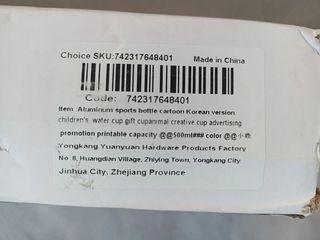 Choice SKU:742317648401 Made in China
Code: 742317648401
Item :Aluminum sports bottle cartoon Korean version
children's water cup gift cupanimal creative cup advertising
promotion printable capacity @@500ml### color @@小鹿
Yongkang Yuanyuan Hardware Products Factory
No. 8, Huangdian Village, Zhiying Town, Yongkang City
Jinhua City, Zhejiang Province